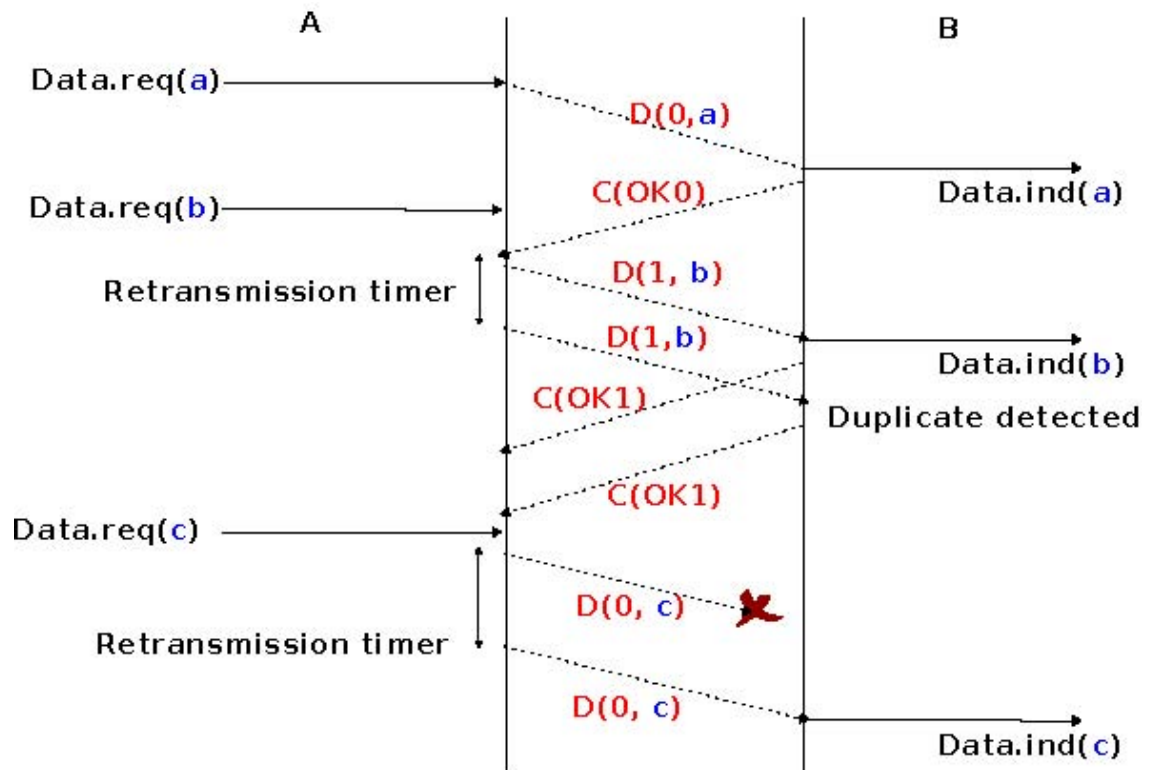 A
B
Data.req(a)
D(0,a)
C(OK0)
Data.ind(a)
Data.req(b)
D(1, b)
Retransmission timer
D(1,b)
Data.ind(b)
C(OK1)
Duplicate detected
C(OK1)
Data.req(c)
D(0, c)
Retransmission timer
D(0, c)
Data.ind(c)